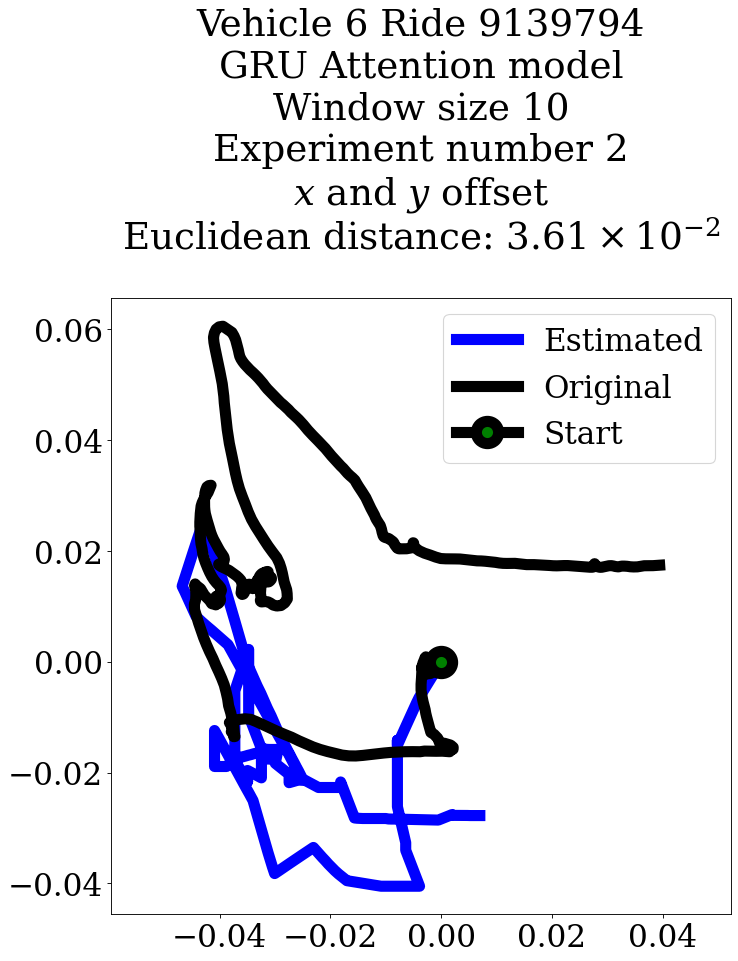 Vehicle 6 Ride 9139794
GRU Attention model
Window size 10
Experiment number 2
x and y offset
Euclidean distance: 3.61 × 10⁻²
Estimated
Original
Start
0.06
0.04
0.02
0.00
−0.02
−0.04
−0.04 −0.02 0.00 0.02 0.04